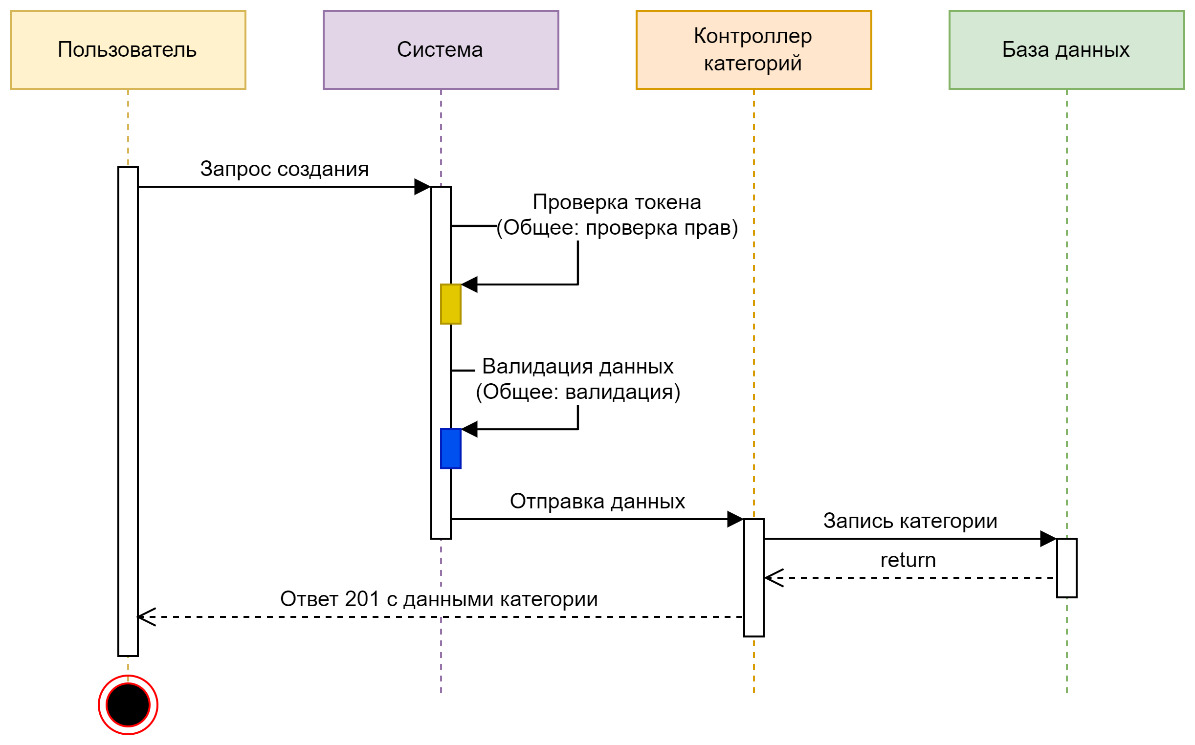 Пользователь
Система
Контроллер
категорий
База данных
Запрос создания
Проверка токена
(Общее: проверка прав)
Валидация данных
(Общее: валидация)
Отправка данных
Запись категории
return
Ответ 201 с данными категории